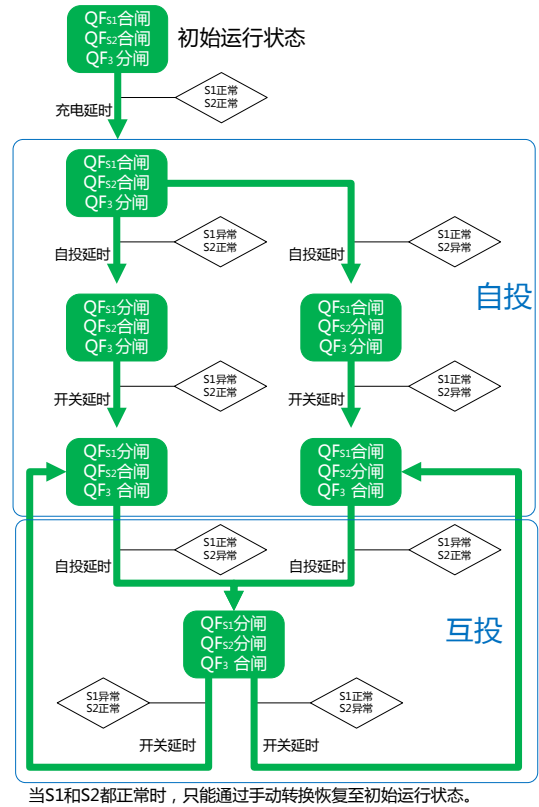 QFS1合闸
QFS2合闸
QF3 分闸
初始运行状态
S1正常
S2正常
充电延时
QFS1合闸
QFS2合闸
QF3 分闸
S1异常
S2正常
自投延时
S1正常
S2异常
自投延时
自投
QFS1分闸
QFS2合闸
QF3 分闸
QFS1合闸
QFS2分闸
QF3 分闸
S1异常
S2正常
开关延时
S1正常
S2异常
开关延时
QFS1分闸
QFS2合闸
QF3 合闸
QFS1合闸
QFS2分闸
QF3 合闸
S1正常
S2异常
自投延时
S1异常
S2正常
自投延时
QFS1分闸
QFS2分闸
QF3 合闸
互投
S1异常
S2正常
S1正常
S2异常
开关延时
开关延时
当S1和S2都正常时，只能通过手动转换恢复至初始运行状态。